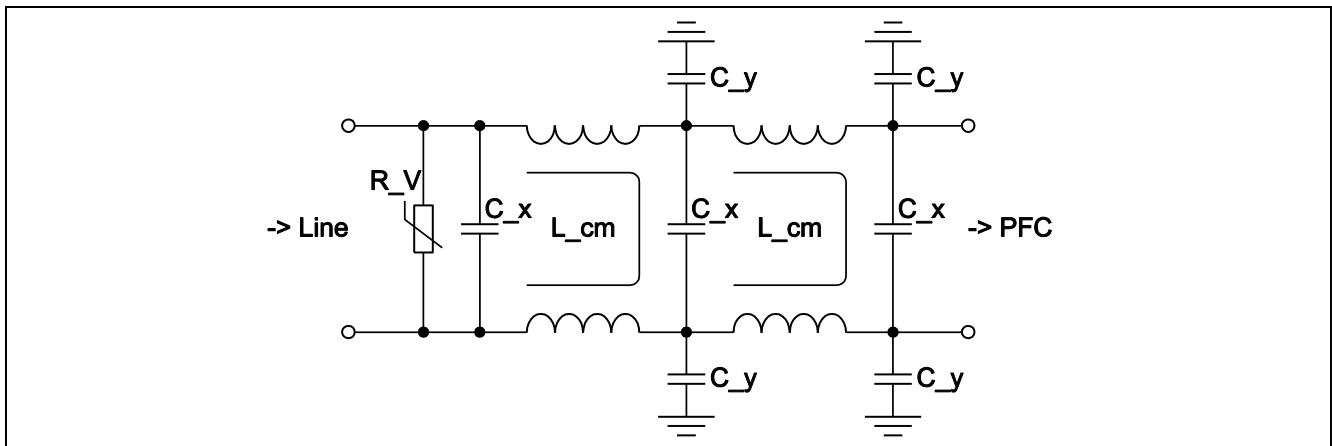 C_y
C_y
R_V
C_x
C_x
C_x
-> Line
L_cm
L_cm
-> PFC
C_y
C_y